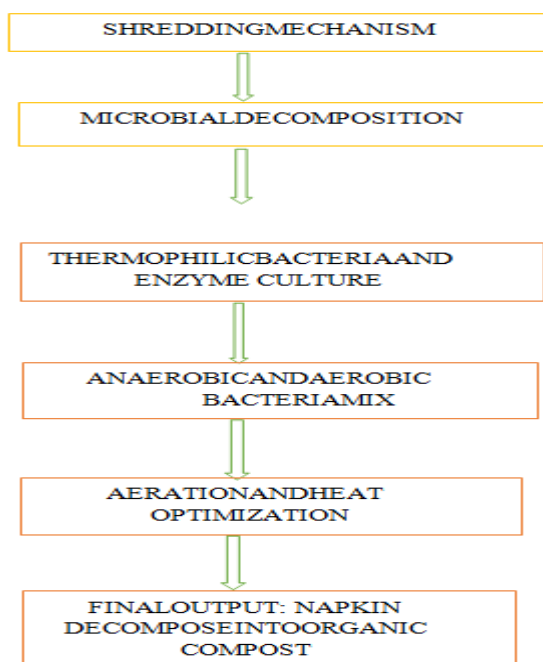 SHREDDINGMECHANISM
MICROBIALDECOMPOSITION
THERMOPHILICBACTERIAAND
ENZYME CULTURE
ANAEROBICANDAEROBIC
BACTERIAMIX
AERATIONANDHEAT
OPTIMIZATION
FINALOUTPUT: NAPKIN
DECOMPOSEINTOORGANIC
COMPOST